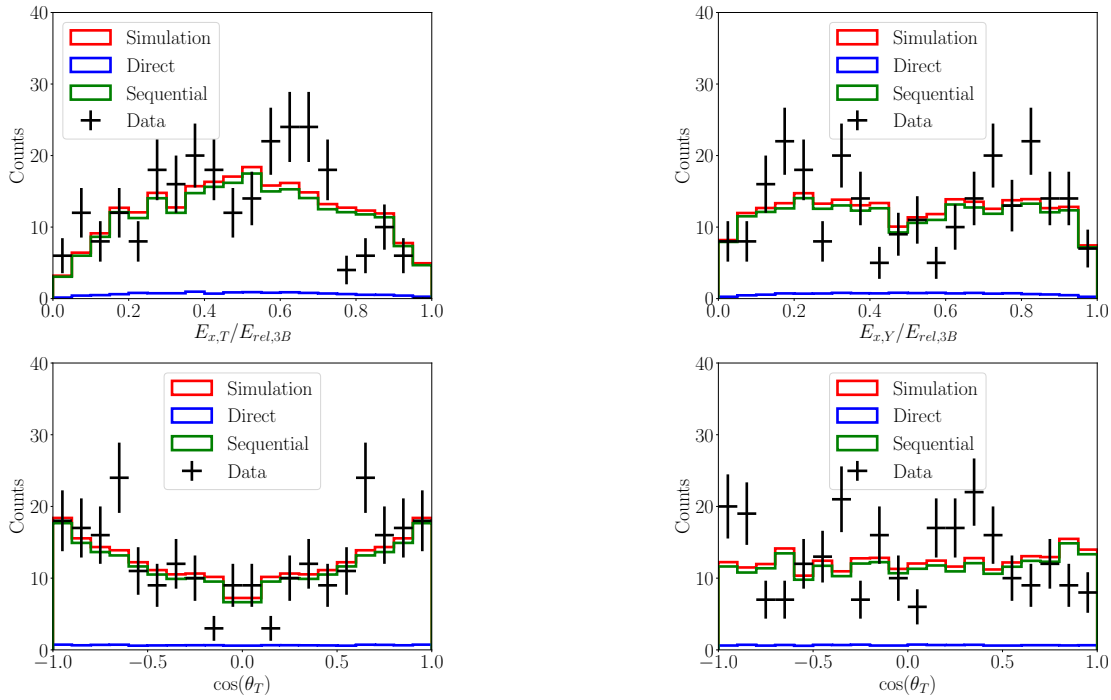 40
30
20
10
0
Counts
Simulation
Direct
Sequential
Data
0.0 0.2 0.4 0.6 0.8 1.0
E_{x,T}/E_{rel,3B}
40
30
20
10
0
Counts
Simulation
Direct
Sequential
Data
0.0 0.2 0.4 0.6 0.8 1.0
E_{x,Y}/E_{rel,3B}
40
30
20
10
0
Counts
Simulation
Direct
Sequential
Data
−1.0 −0.5 0.0 0.5 1.0
cos(θ_T)
40
30
20
10
0
Counts
Simulation
Direct
Sequential
Data
−1.0 −0.5 0.0 0.5 1.0
cos(θ_T)